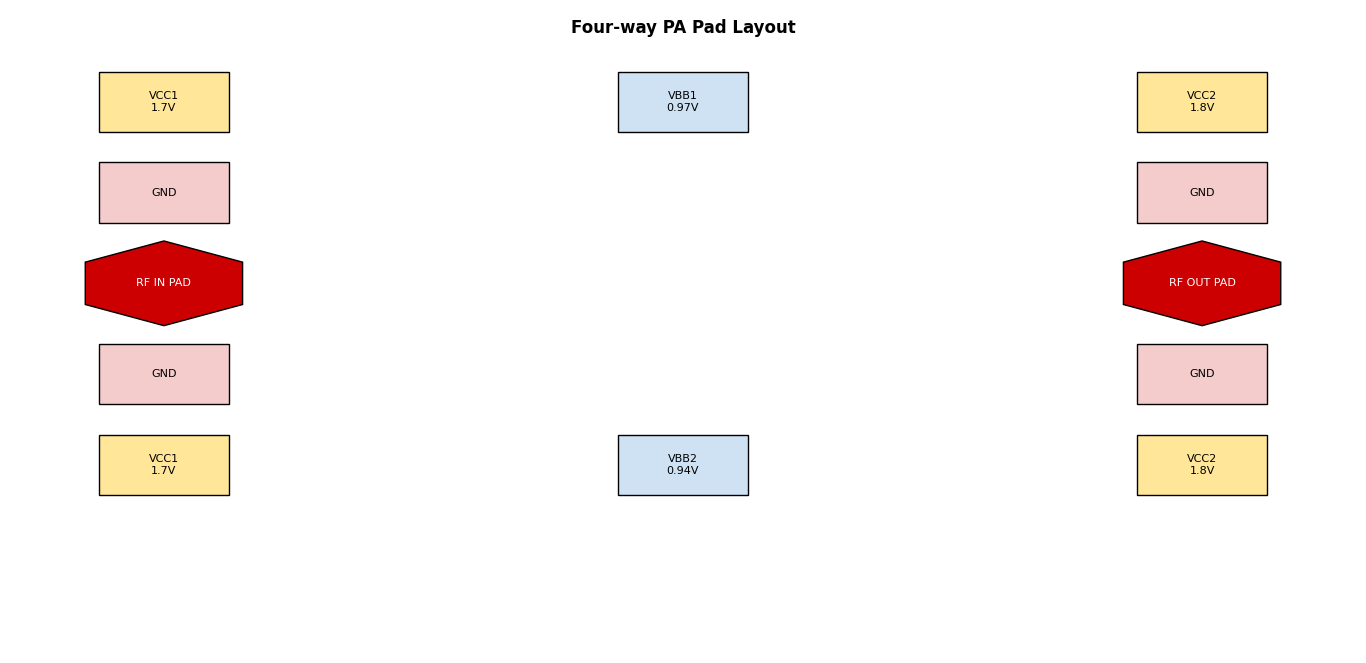 Four-way PA Pad Layout
VCC1
1.7V
VBB1
0.97V
VCC2
1.8V
GND
GND
RF IN PAD
RF OUT PAD
GND
GND
VCC1
1.7V
VBB2
0.94V
VCC2
1.8V